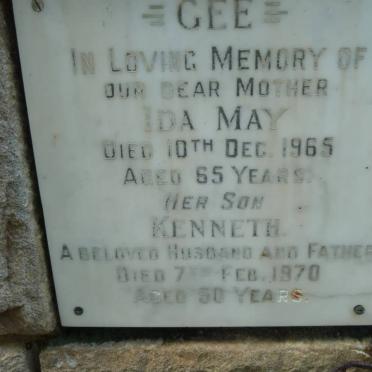 GEE
IN LOVING MEMORY OF
OUR DEAR MOTHER
IDA MAY
DIED 10TH DEC. 1965
AGED 65 YEARS.
HER SON
KENNETH.
A BELOVED HUSBAND AND FATHER
DIED 7TH FEB. 1970
AGED 50 YEARS.